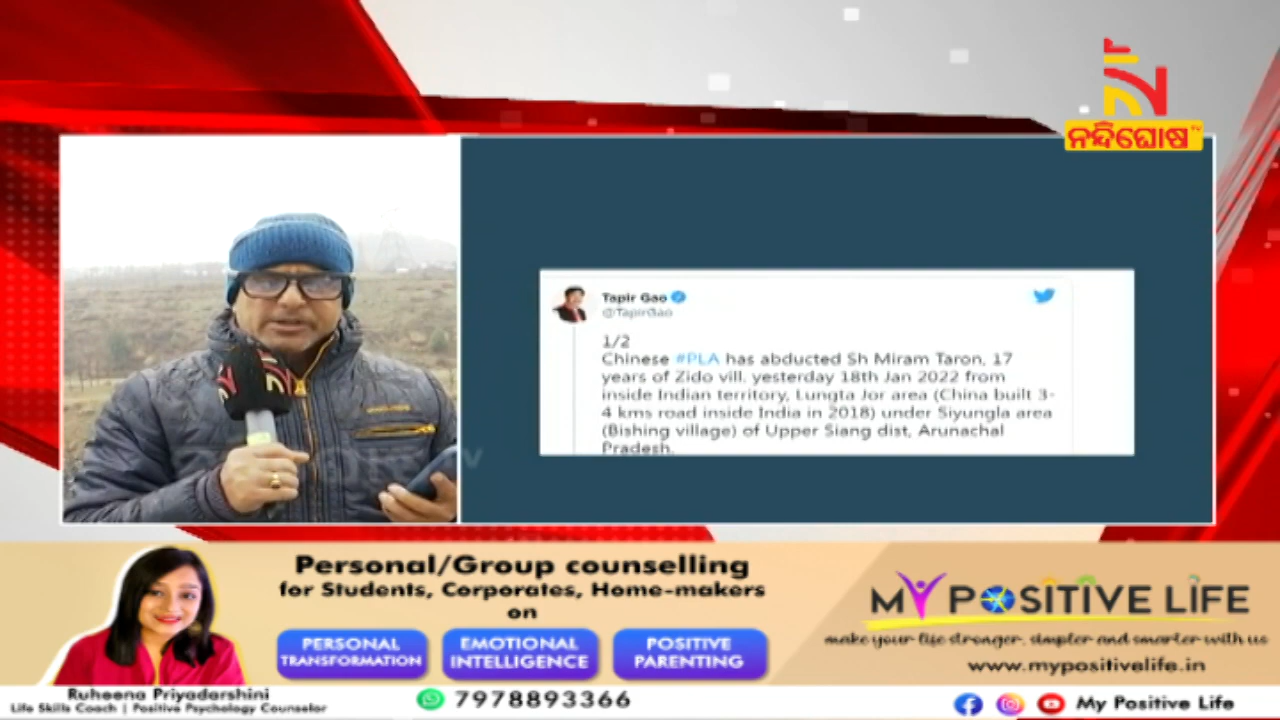 ନନ୍ଦିଘୋଷ TV
Tapir Gao
@TapirGao
1/2
Chinese #PLA has abducted Sh Miram Taron, 17
years of Zido vill. yesterday 18th Jan 2022 from
inside Indian territory, Lungta Jor area (China built 3-
4 kms road inside India in 2018) under Siyungla area
(Bishing village) of Upper Siang dist, Arunachal
Pradesh.
Personal/Group counselling
for Students, Corporates, Home-makers
on
PERSONAL
TRANSFORMATION
EMOTIONAL
INTELLIGENCE
POSITIVE
PARENTING
MY POSITIVE LIFE
make your life stronger, simpler and smarter with us
www.mypositivelife.in
Ruheena Priyadarshini
Life Skills Coach | Positive Psychology Counselor
7978893366
My Positive Life